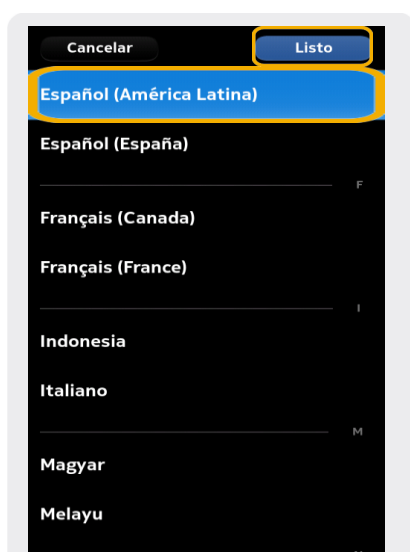 Cancelar Listo
Español (América Latina)
Español (España)
F
Français (Canada)
Français (France)
I
Indonesia
Italiano
M
Magyar
Melayu